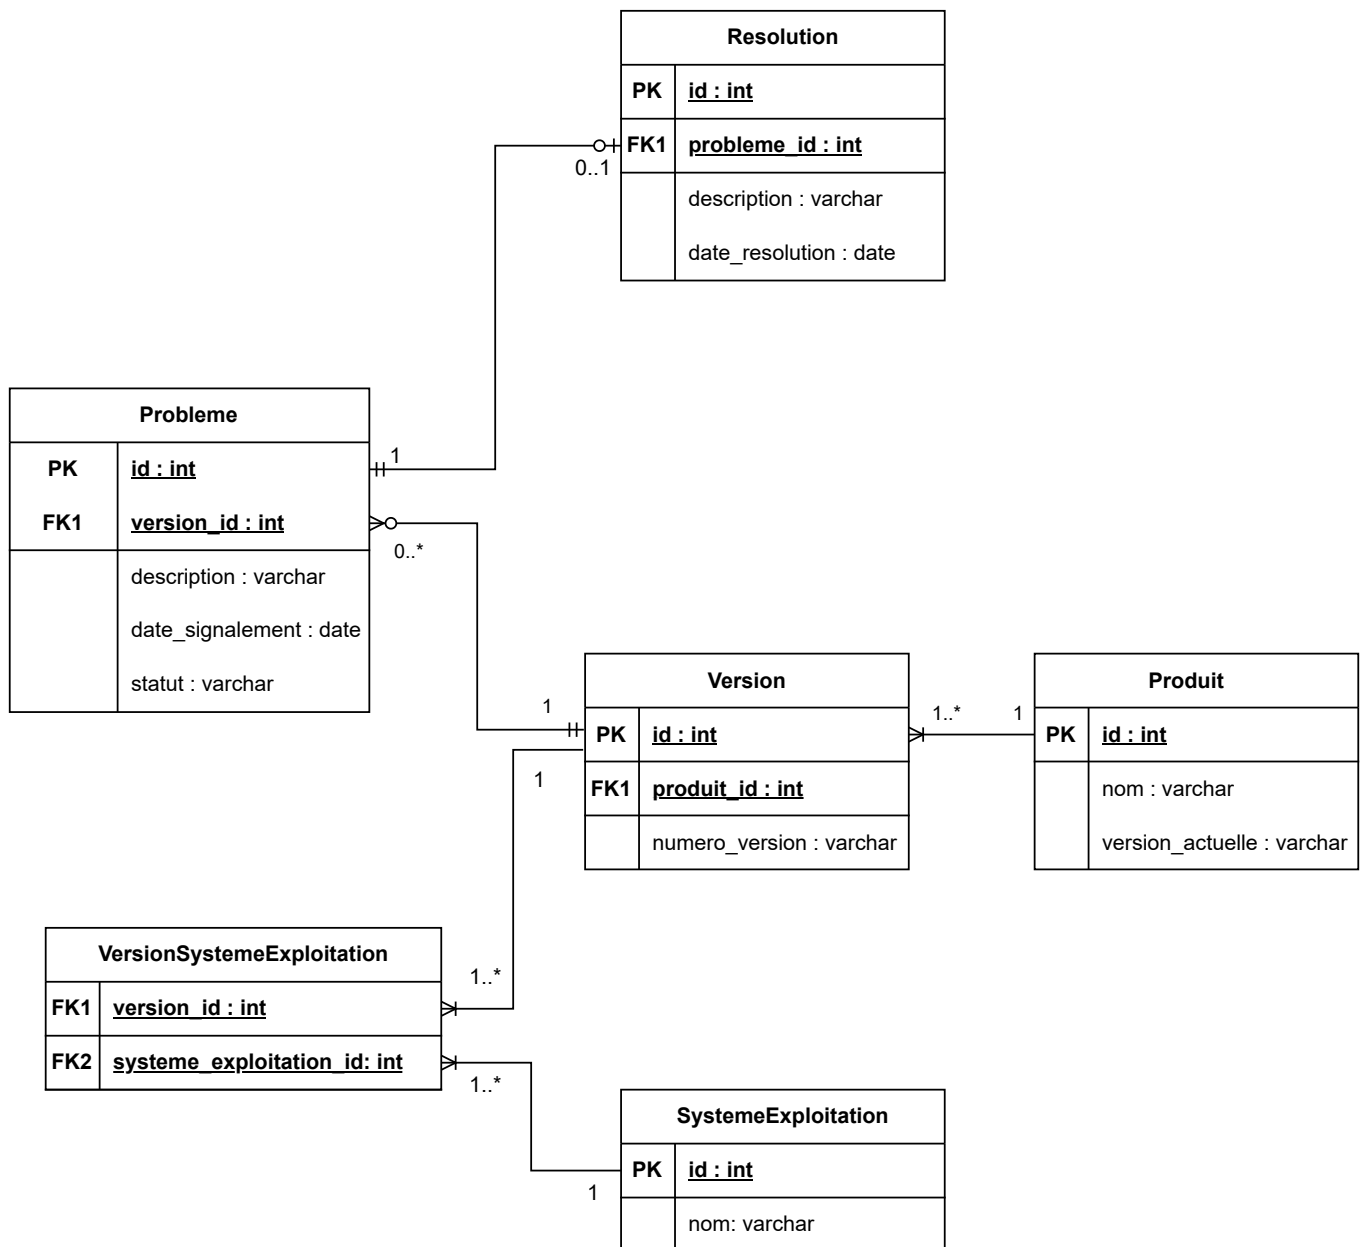 Resolution
PK id : int
FK1 probleme_id : int
0..1
description : varchar
date_resolution : date
Probleme
PK id : int
1
FK1 version_id : int
0..*
description : varchar
date_signalement : date
statut : varchar
Version
1
PK id : int
1
FK1 produit_id : int
numero_version : varchar
1..*
1
Produit
PK id : int
nom : varchar
version_actuelle : varchar
VersionSystemeExploitation
1..*
FK1 version_id : int
FK2 systeme_exploitation_id: int
1..*
SystemeExploitation
PK id : int
1
nom: varchar